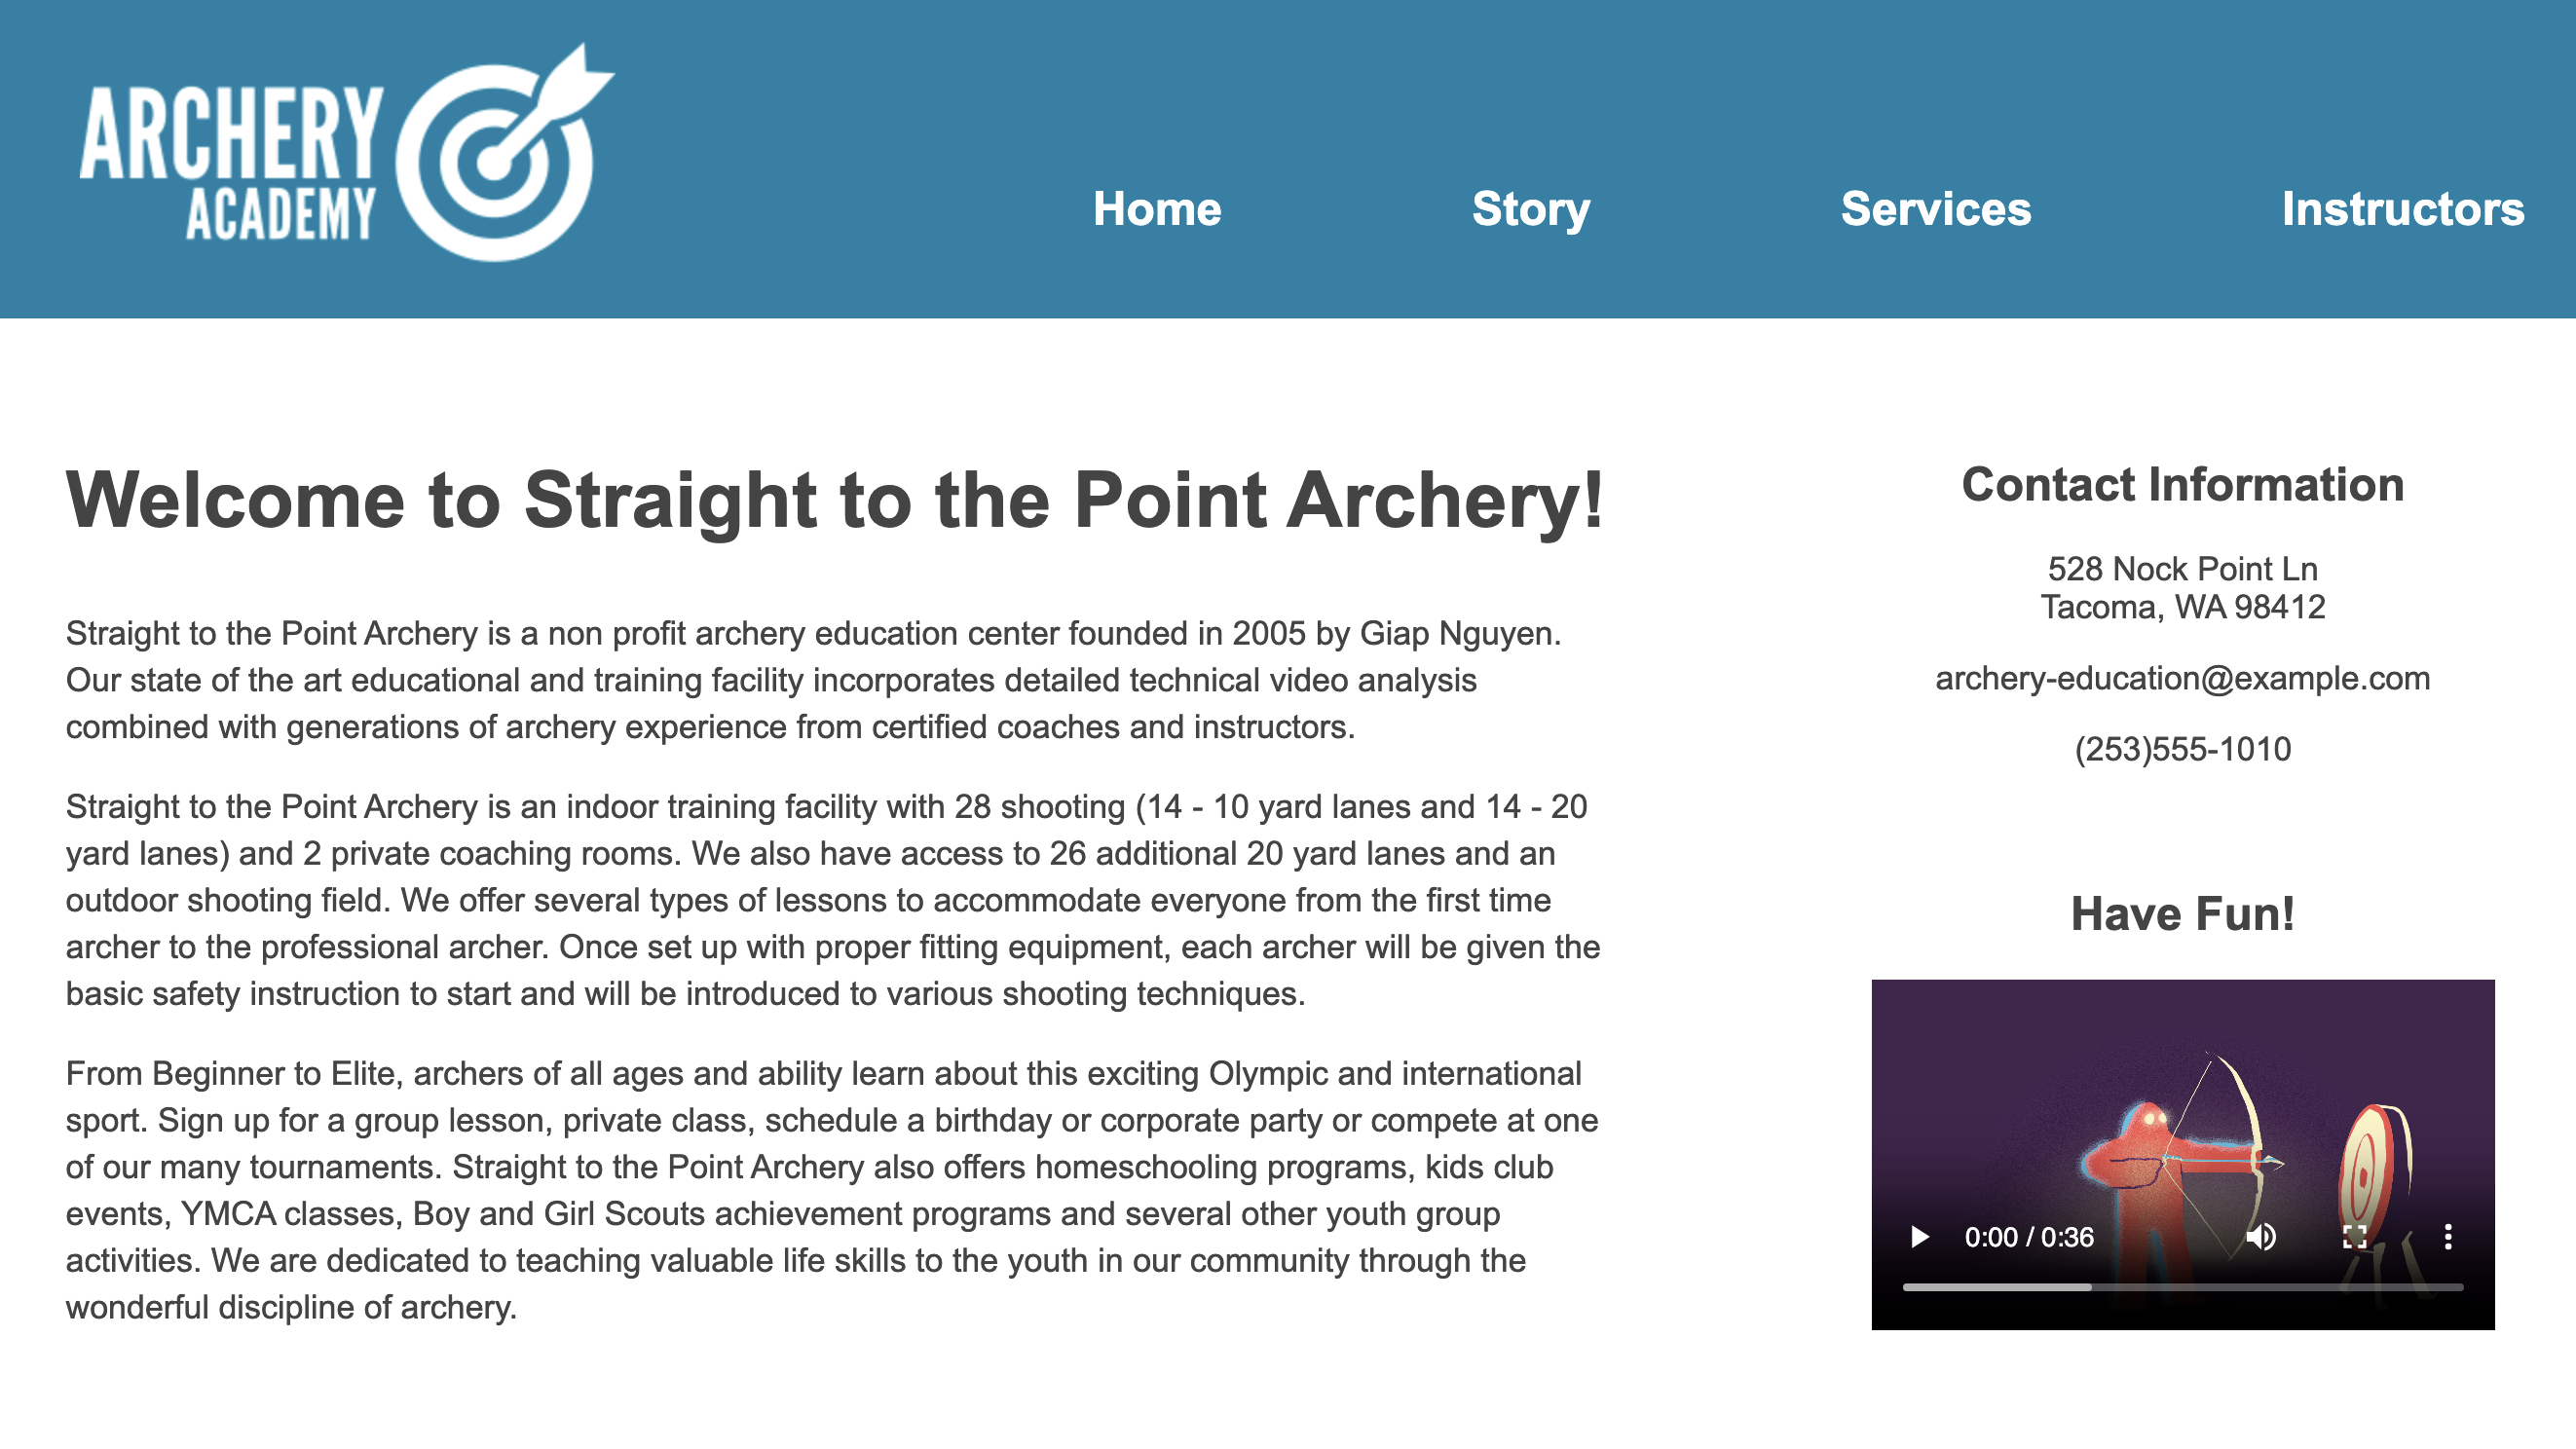 ARCHERY
ACADEMY
Home Story Services Instructors
Welcome to Straight to the Point Archery!
Straight to the Point Archery is a non profit archery education center founded in 2005 by Giap Nguyen.
Our state of the art educational and training facility incorporates detailed technical video analysis
combined with generations of archery experience from certified coaches and instructors.
Straight to the Point Archery is an indoor training facility with 28 shooting (14 - 10 yard lanes and 14 - 20
yard lanes) and 2 private coaching rooms. We also have access to 26 additional 20 yard lanes and an
outdoor shooting field. We offer several types of lessons to accommodate everyone from the first time
archer to the professional archer. Once set up with proper fitting equipment, each archer will be given the
basic safety instruction to start and will be introduced to various shooting techniques.
From Beginner to Elite, archers of all ages and ability learn about this exciting Olympic and international
sport. Sign up for a group lesson, private class, schedule a birthday or corporate party or compete at one
of our many tournaments. Straight to the Point Archery also offers homeschooling programs, kids club
events, YMCA classes, Boy and Girl Scouts achievement programs and several other youth group
activities. We are dedicated to teaching valuable life skills to the youth in our community through the
wonderful discipline of archery.
Contact Information
528 Nock Point Ln
Tacoma, WA 98412
archery-education@example.com
(253)555-1010
Have Fun!
0:00 / 0:36